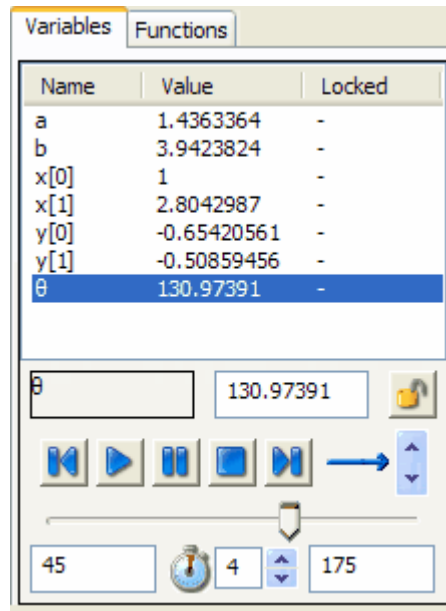 Variables Functions
Name Value Locked
a 1.4363364 -
b 3.9423824 -
x[0] 1 -
x[1] 2.8042987 -
y[0] -0.65420561 -
y[1] -0.50859456 -
θ 130.97391 -
θ 130.97391
45 4 175